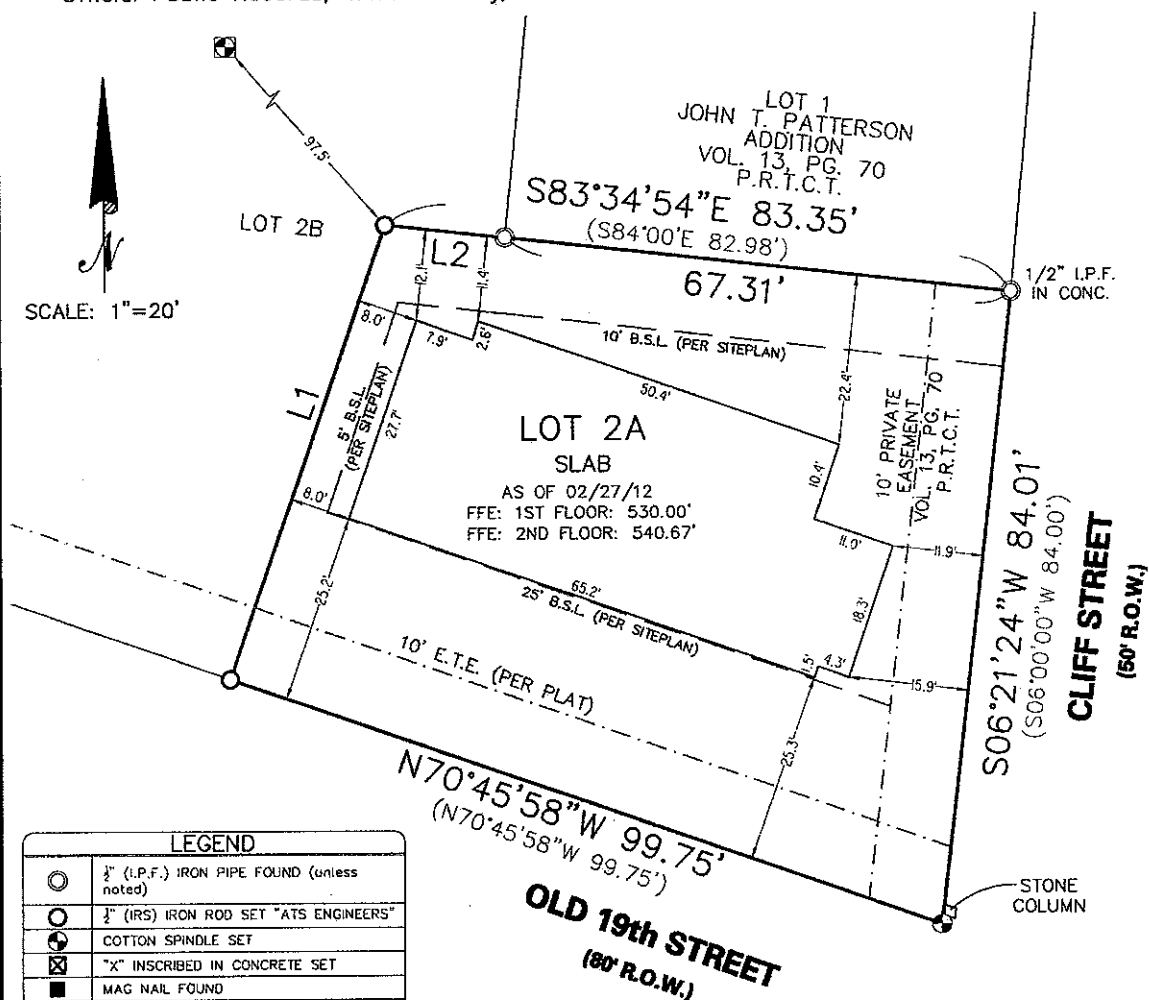 97.5'
LOT 1
JOHN T. PATTERSON
ADDITION
VOL. 13, PG. 70
P.R.T.C.T.
LOT 2B
S83°34'54"E 83.35'
(S84°00'E 82.98')
N
SCALE: 1"=20'
L2
67.31'
1/2" I.P.F.
IN CONC.
12.1'
11.4'
8.0'
7.9'
2.6'
10' B.S.L. (PER SITEPLAN)
L1
5' B.S.L.
(PER SITEPLAN)
27.7'
50.4'
22.4'
10' PRIVATE
EASEMENT
VOL. 13, PG. 70
P.R.T.C.T.
LOT 2A
SLAB
AS OF 02/27/12
FFE: 1ST FLOOR: 530.00'
FFE: 2ND FLOOR: 540.67'
10.4'
11.0'
11.9'
8.0'
S06°21'24"W 84.01'
(S06°00'00"W 84.00')
CLIFF STREET
(50' R.O.W.)
25.2'
65.2'
25' B.S.L. (PER SITEPLAN)
18.3'
1.5'
4.3'
15.9'
10' E.T.E. (PER PLAT)
25.3'
N70°45'58"W 99.75'
(N70°45'58"W 99.75')
OLD 19th STREET
(80' R.O.W.)
STONE
COLUMN
LEGEND
½" (I.P.F.) IRON PIPE FOUND (unless
noted)
½" (IRS) IRON ROD SET "ATS ENGINEERS"
COTTON SPINDLE SET
"X" INSCRIBED IN CONCRETE SET
MAG NAIL FOUND